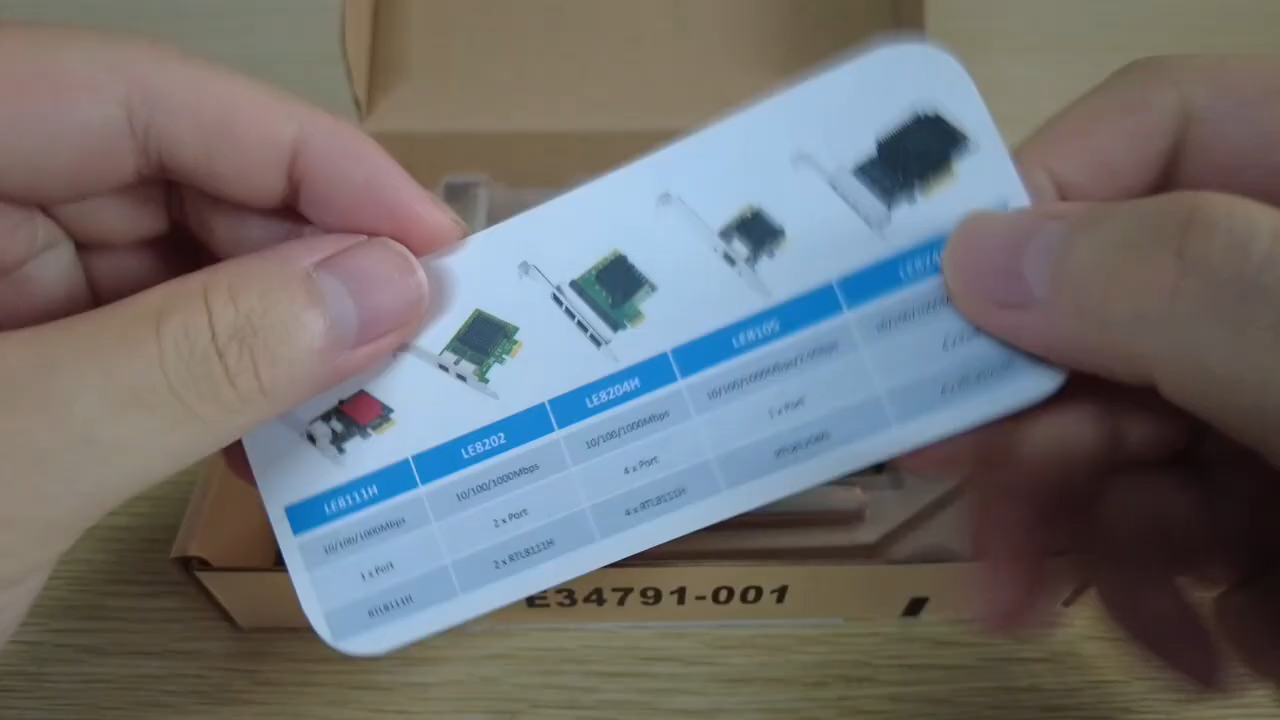 LE8111H LE8202 LE8204H LE8105
10/100/1000Mbps 10/100/1000Mbps 10/100/1000Mbps
1 x Port 2 x Port 4 x Port 1 x Port
RTL8111H 2 x RTL8111H 4 x RTL8111H
E34791-001